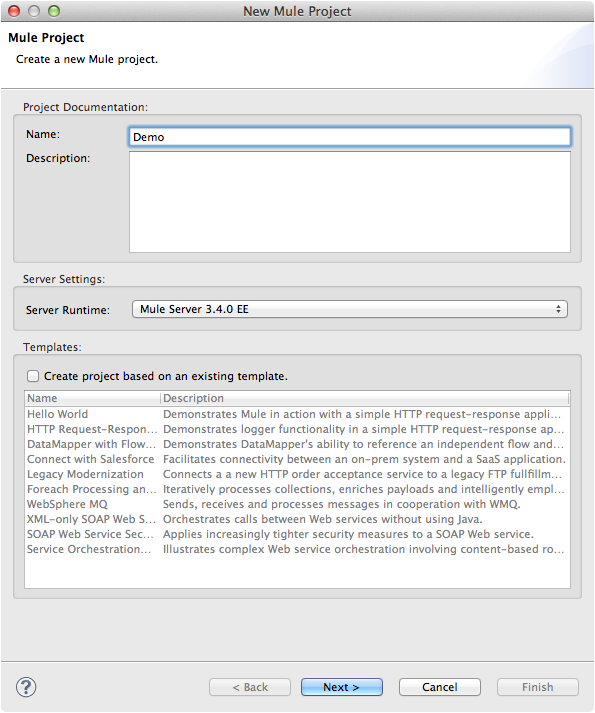 New Mule Project
Mule Project
Create a new Mule project.
Project Documentation:
Name:
Demo
Description:
Server Settings:
Server Runtime:
Mule Server 3.4.0 EE
Templates:
Create project based on an existing template.
Name Description
Hello World Demonstrates Mule in action with a simple HTTP request-response appli...
HTTP Request-Respon... Demonstrates logger functionality in a simple HTTP request-response ap...
DataMapper with Flow... Demonstrates DataMapper's ability to reference an independent flow and...
Connect with Salesforce Facilitates connectivity between an on-prem system and a SaaS application.
Legacy Modernization Connects a a new HTTP order acceptance service to a legacy FTP fullfillm...
Foreach Processing an... Iteratively processes collections, enriches payloads and intelligently empl...
WebSphere MQ Sends, receives and processes messages in cooperation with WMQ.
XML-only SOAP Web S... Orchestrates calls between Web services without using Java.
SOAP Web Service Sec... Applies increasingly tighter security measures to a SOAP Web service.
Service Orchestration... Illustrates complex Web service orchestration involving content-based ro...
? < Back Next > Cancel Finish